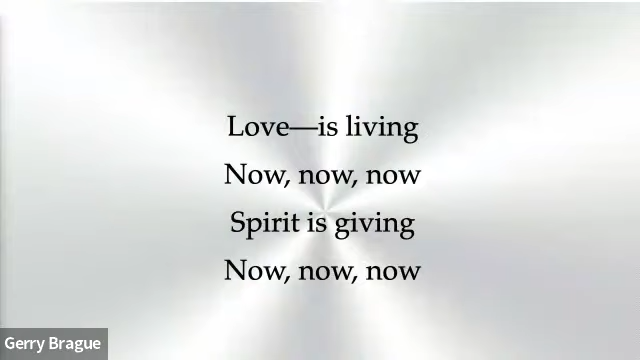 Love—is living
Now, now, now
Spirit is giving
Now, now, now
Gerry Brague